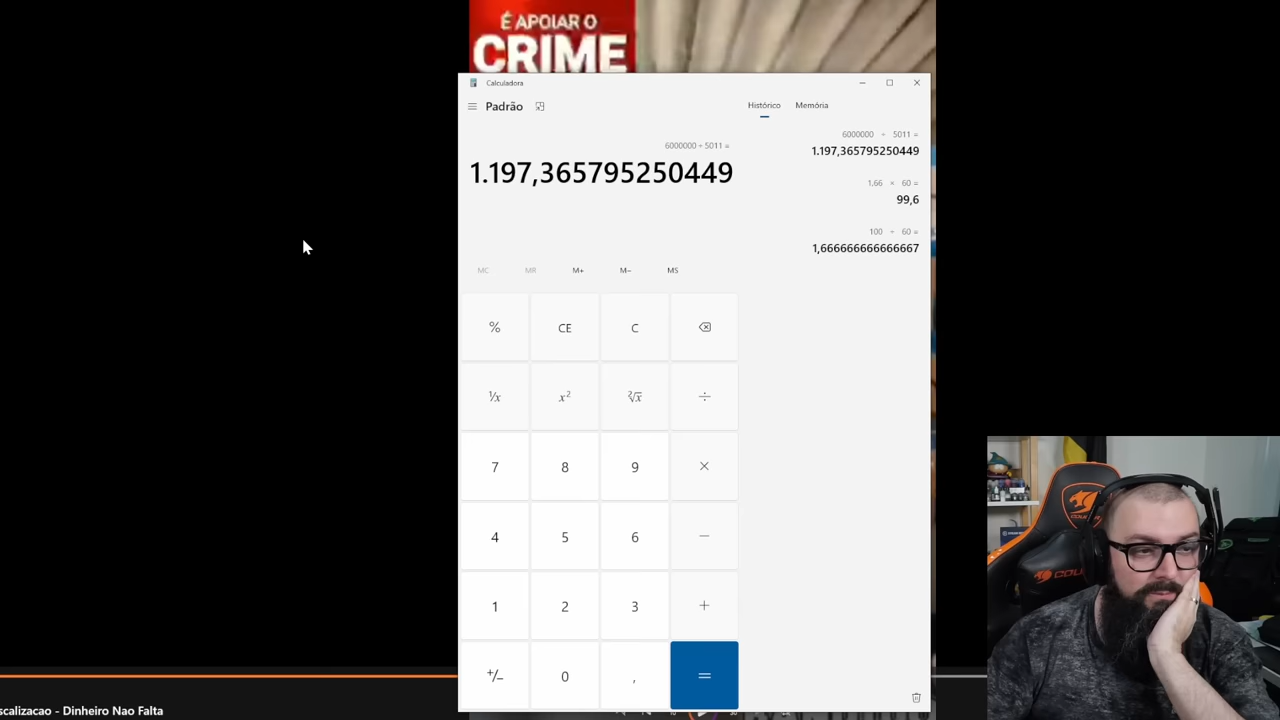 É APOIAR O
CRIME
Calculadora
Padrão
Histórico Memória
6000000 ÷ 5011 =
1.197,365795250449
6000000 ÷ 5011 =
1.197,365795250449
1.66 × 60 =
99,6
100 ÷ 60 =
1,666666666666667
MC MR M+ M− MS
% CE C
1/x x² ²√x ÷
7 8 9 ×
4 5 6 −
1 2 3 +
+/− 0 , =
COUGAR
scalizacao - Dinheiro Nao Falta